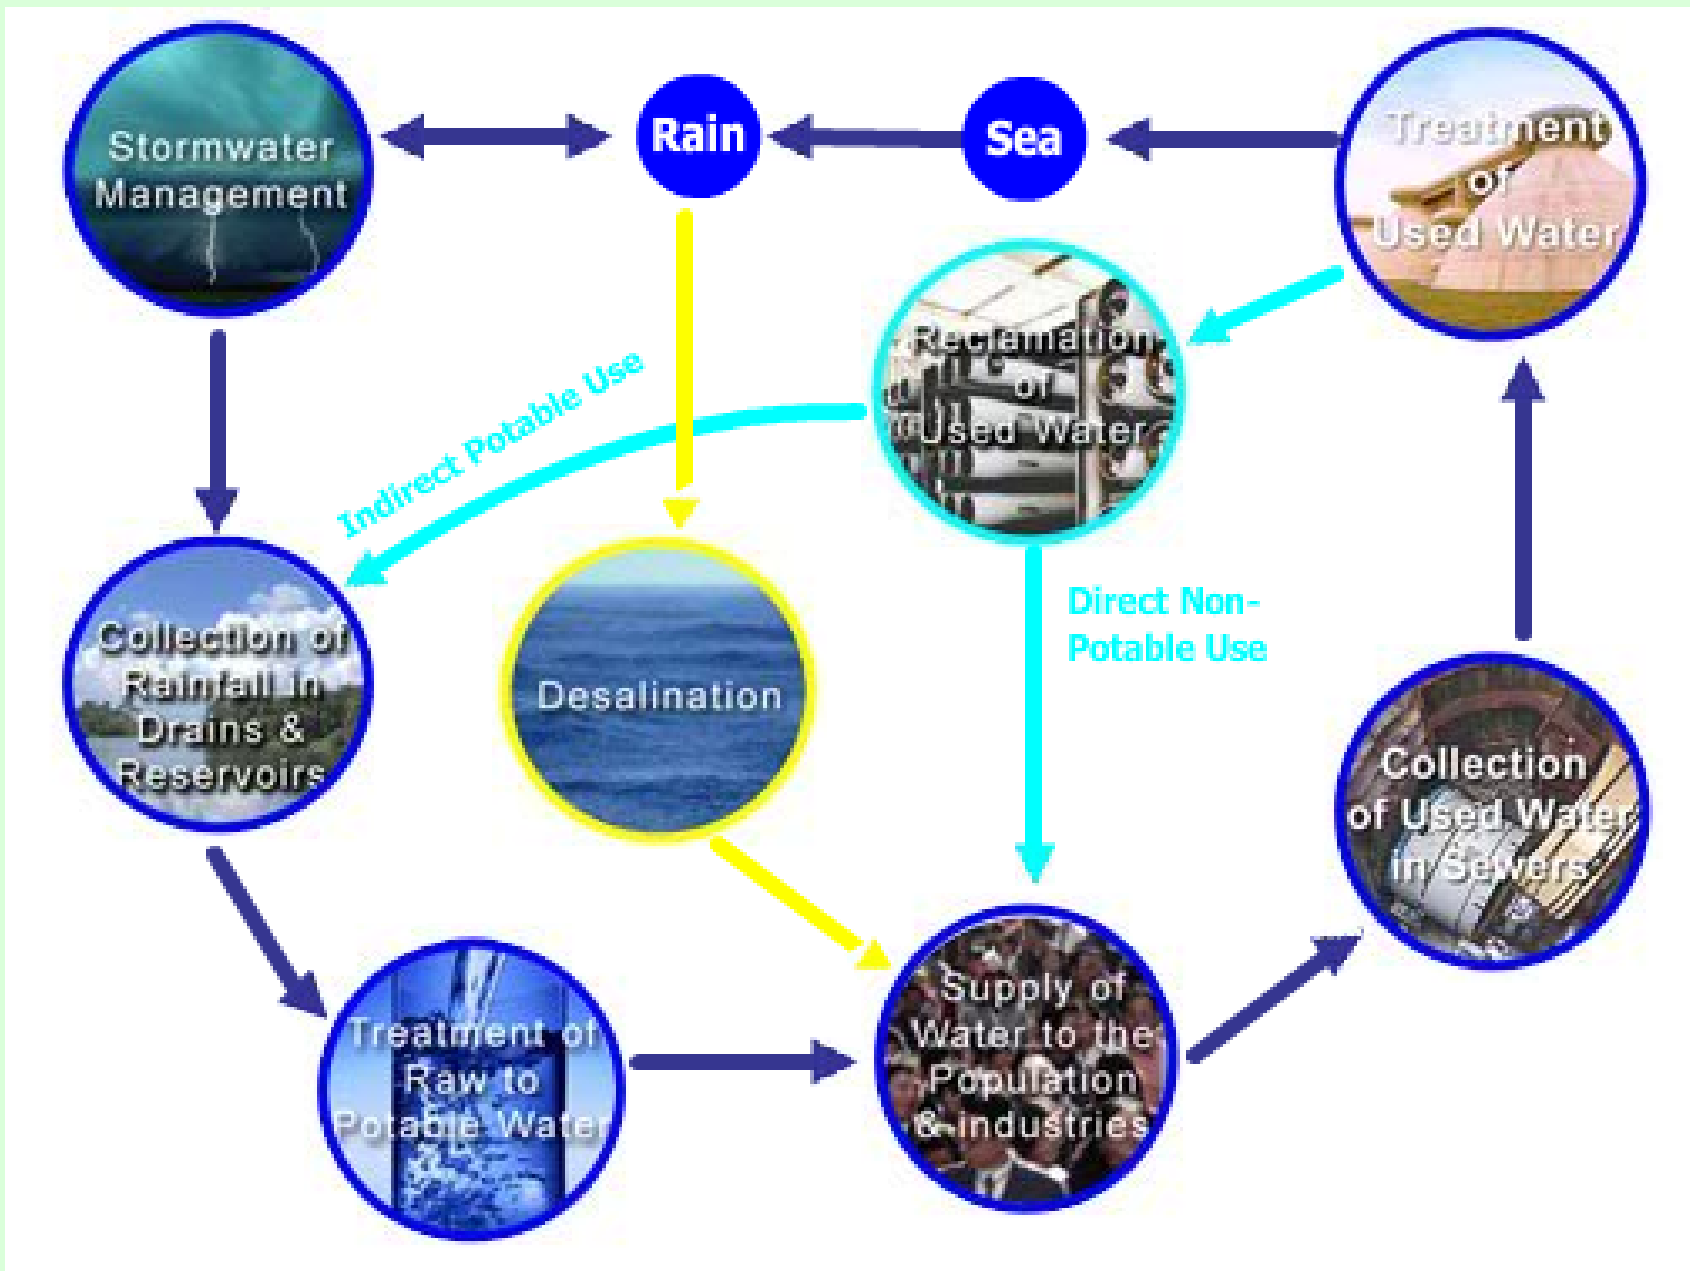 Stormwater
Management
Rain
Sea
Treatment
of
Used Water
Reclamation
of
Used Water
Indirect Potable Use
Direct Non-
Potable Use
Collection of
Rainfall in
Drains &
Reservoirs
Desalination
Collection
of Used Water
in Sewers
Treatment of
Raw to
Potable Water
Supply of
Water to the
Population
& industries